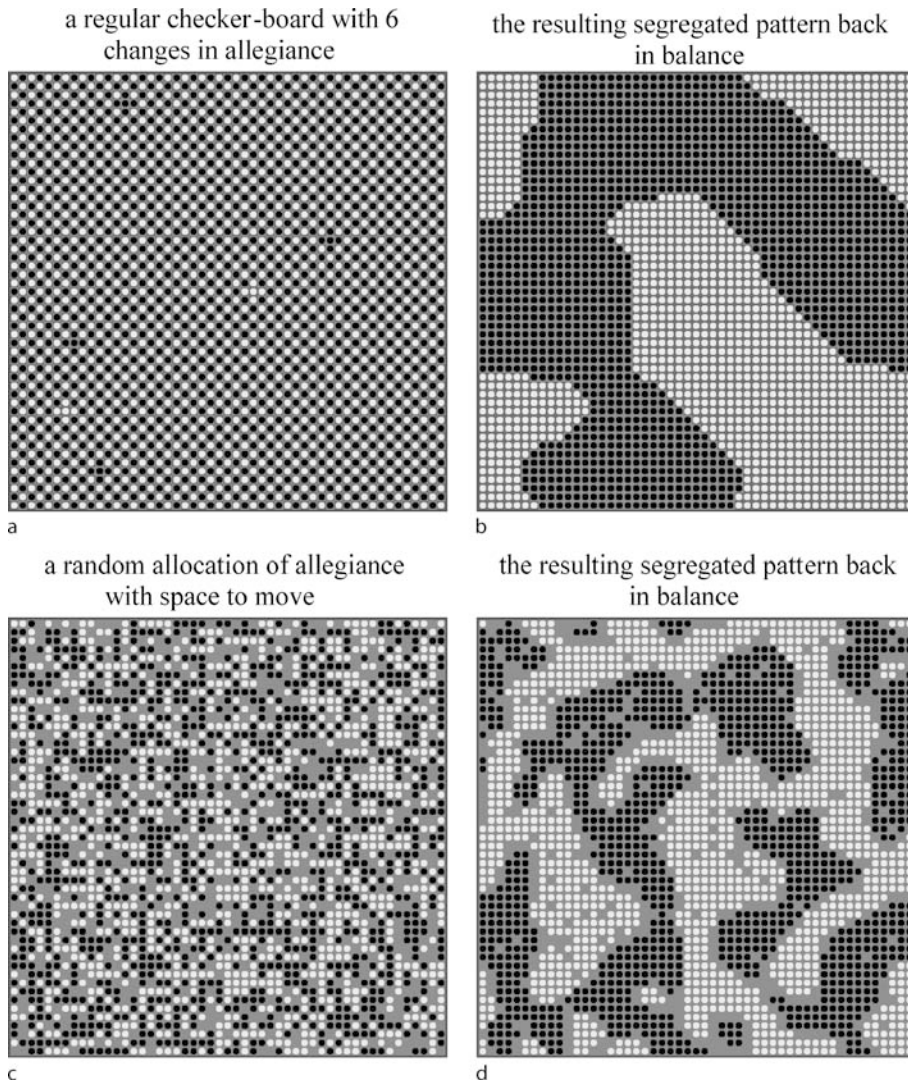 a regular checker-board with 6
changes in allegiance
the resulting segregated pattern back
in balance
a
b
a random allocation of allegiance
with space to move
the resulting segregated pattern back
in balance
c
d